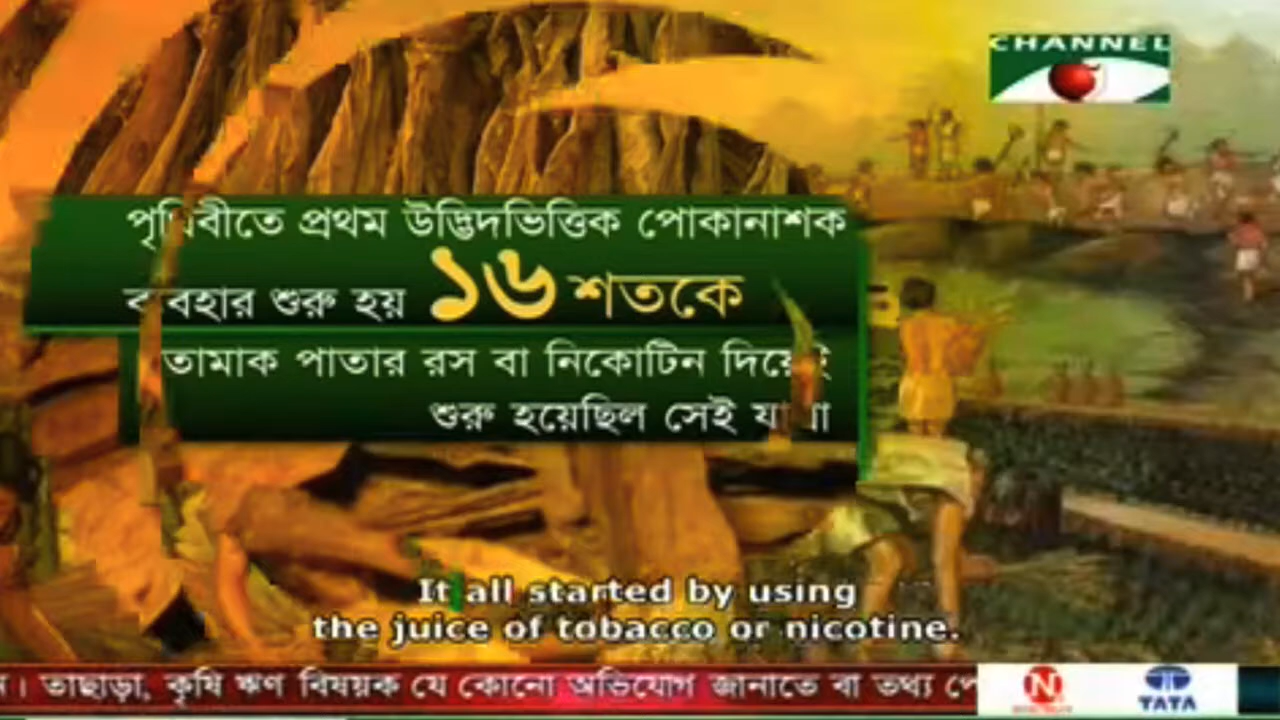 CHANNEL
পৃথিবীতে প্রথম উদ্ভিদভিত্তিক পোকানাশক
ব্যবহার শুরু হয় ১৬ শতকে
তামাক পাতার রস বা নিকোটিন দিয়েই
শুরু হয়েছিল সেই যাত্রা
It all started by using
the juice of tobacco or nicotine.
। তাছাড়া, কৃষি ঋণ বিষয়ক যে কোনো অভিযোগ জানাতে বা তথ্য
N
TATA